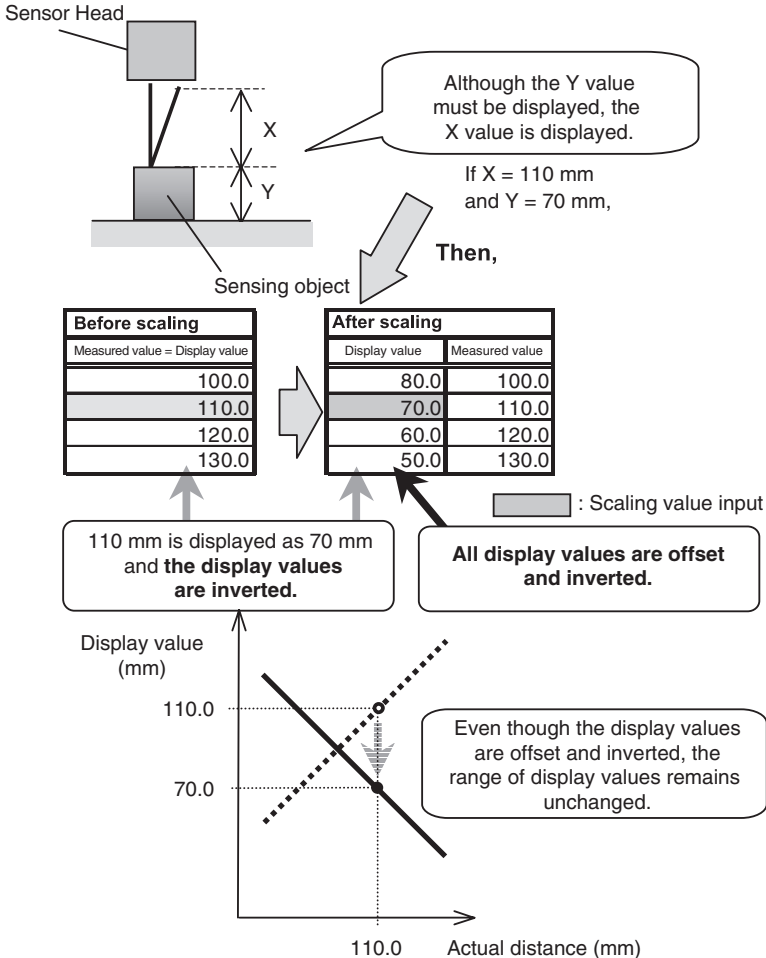 Sensor Head
Although the Y value
must be displayed, the
X value is displayed.
X
Y
If X = 110 mm
and Y = 70 mm,
Then,
Sensing object
Before scaling
Measured value = Display value
100.0
110.0
120.0
130.0
After scaling
Display value Measured value
80.0 100.0
70.0 110.0
60.0 120.0
50.0 130.0
: Scaling value input
110 mm is displayed as 70 mm
and the display values
are inverted.
All display values are offset
and inverted.
Display value
(mm)
110.0
70.0
Even though the display values
are offset and inverted, the
range of display values remains
unchanged.
110.0 Actual distance (mm)